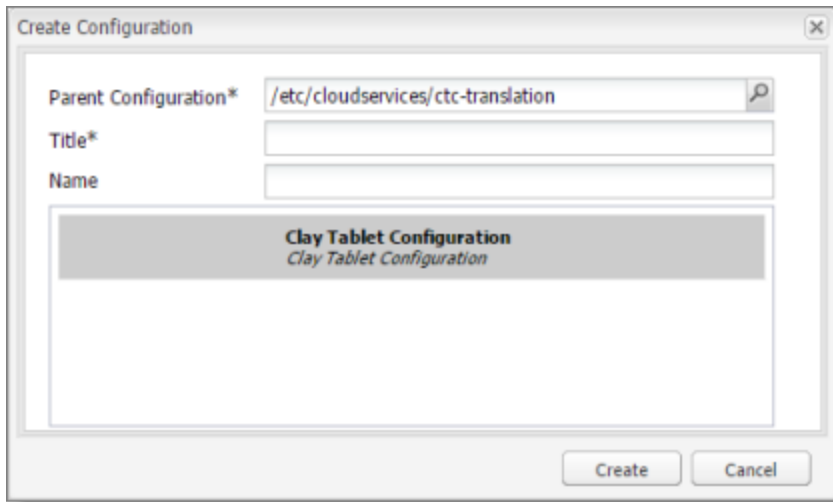 Create Configuration
Parent Configuration* /etc/cloudservices/ctc-translation
Title*
Name
Clay Tablet Configuration
Clay Tablet Configuration
Create Cancel